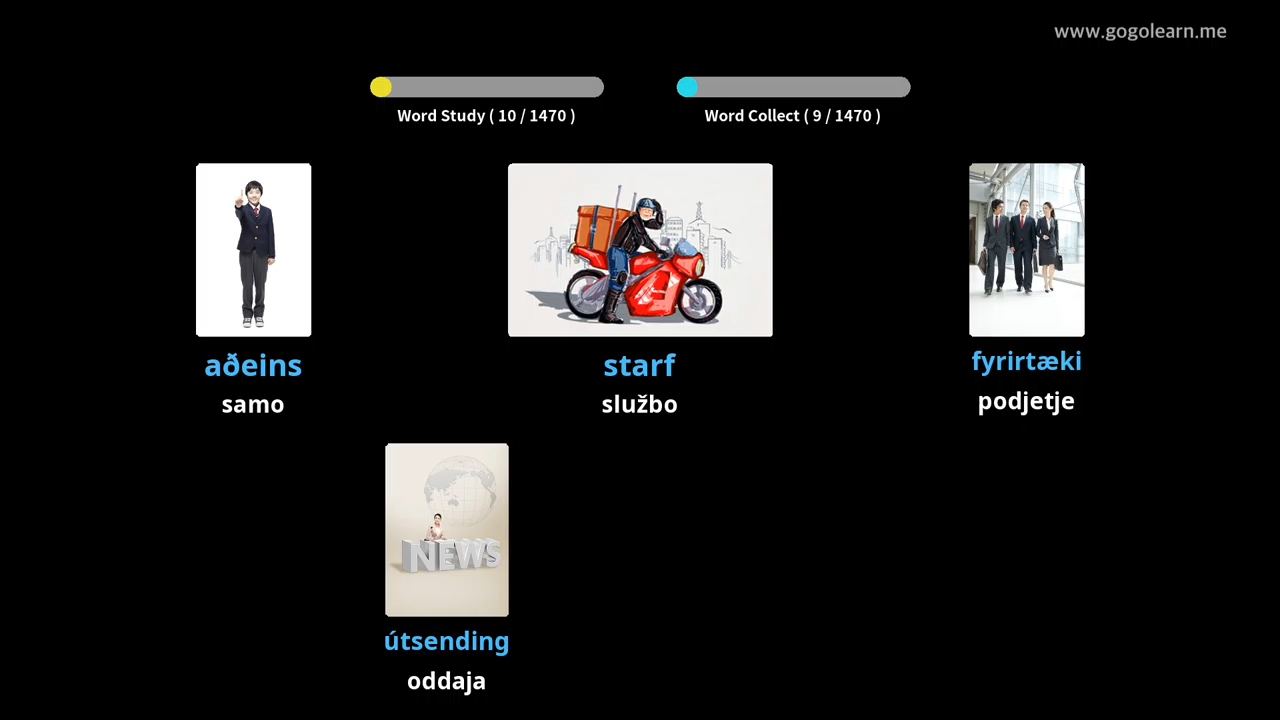 www.gogolearn.me
Word Study ( 10 / 1470 )
Word Collect ( 9 / 1470 )
aðeins
samo
starf
službo
fyrirtæki
podjetje
NEWS
útsending
oddaja